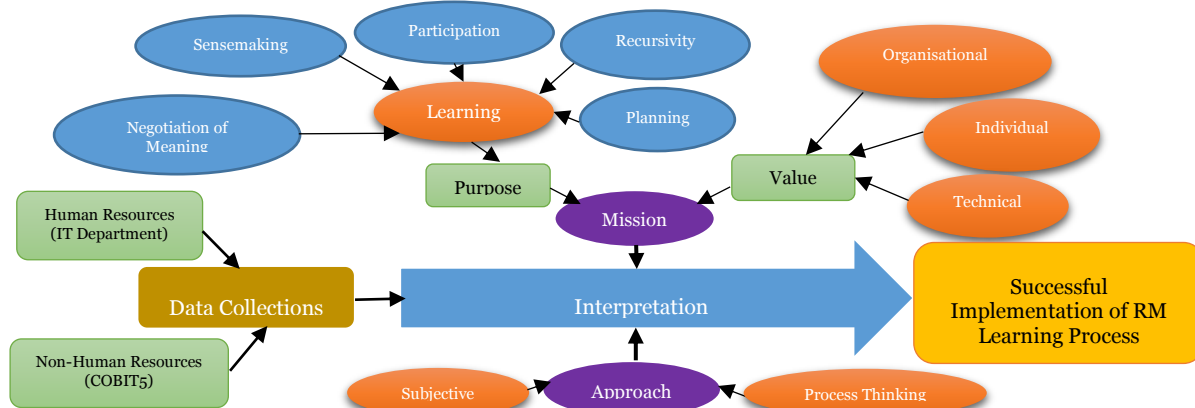 Sensemaking
Participation
Recursivity
Organisational
Learning
Negotiation of
Meaning
Planning
Individual
Purpose
Value
Technical
Human Resources
(IT Department)
Mission
Data Collections
Interpretation
Successful
Implementation of RM
Learning Process
Non-Human Resources
(COBIT5)
Subjective
Approach
Process Thinking